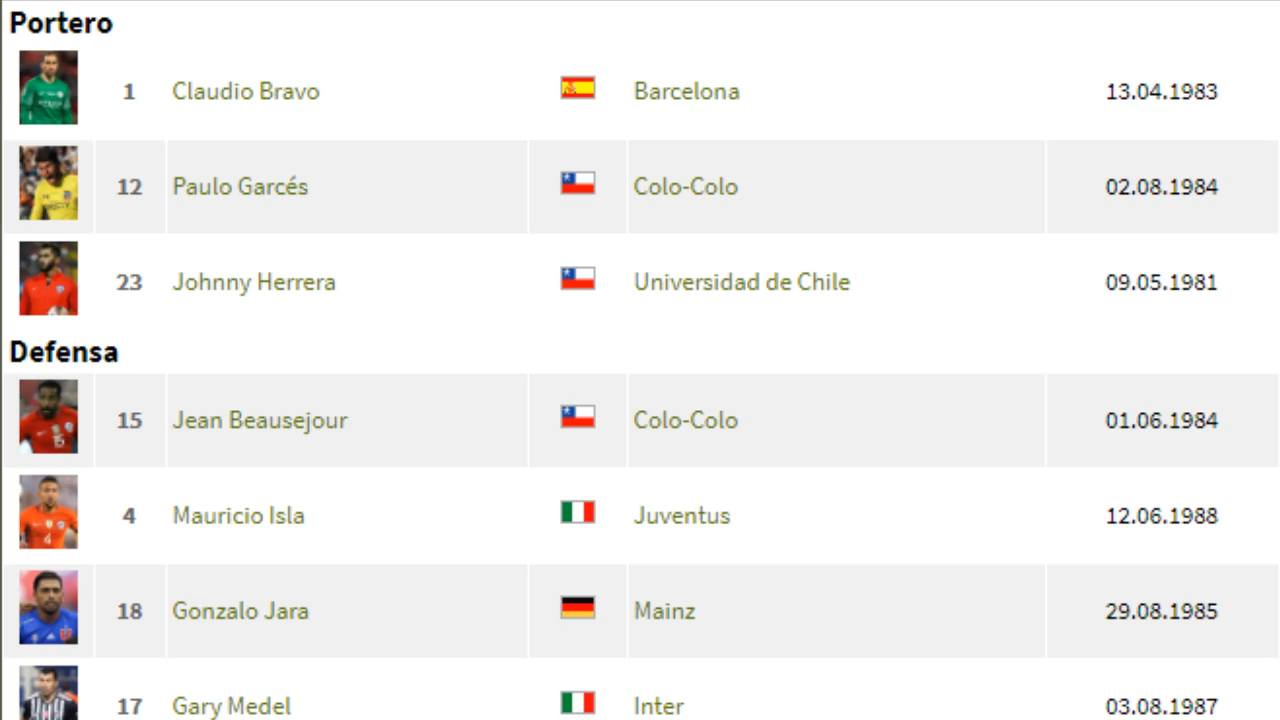 Portero
1 Claudio Bravo Barcelona 13.04.1983
12 Paulo Garcés Colo-Colo 02.08.1984
23 Johnny Herrera Universidad de Chile 09.05.1981
Defensa
15 Jean Beausejour Colo-Colo 01.06.1984
4 Mauricio Isla Juventus 12.06.1988
18 Gonzalo Jara Mainz 29.08.1985
17 Gary Medel Inter 03.08.1987